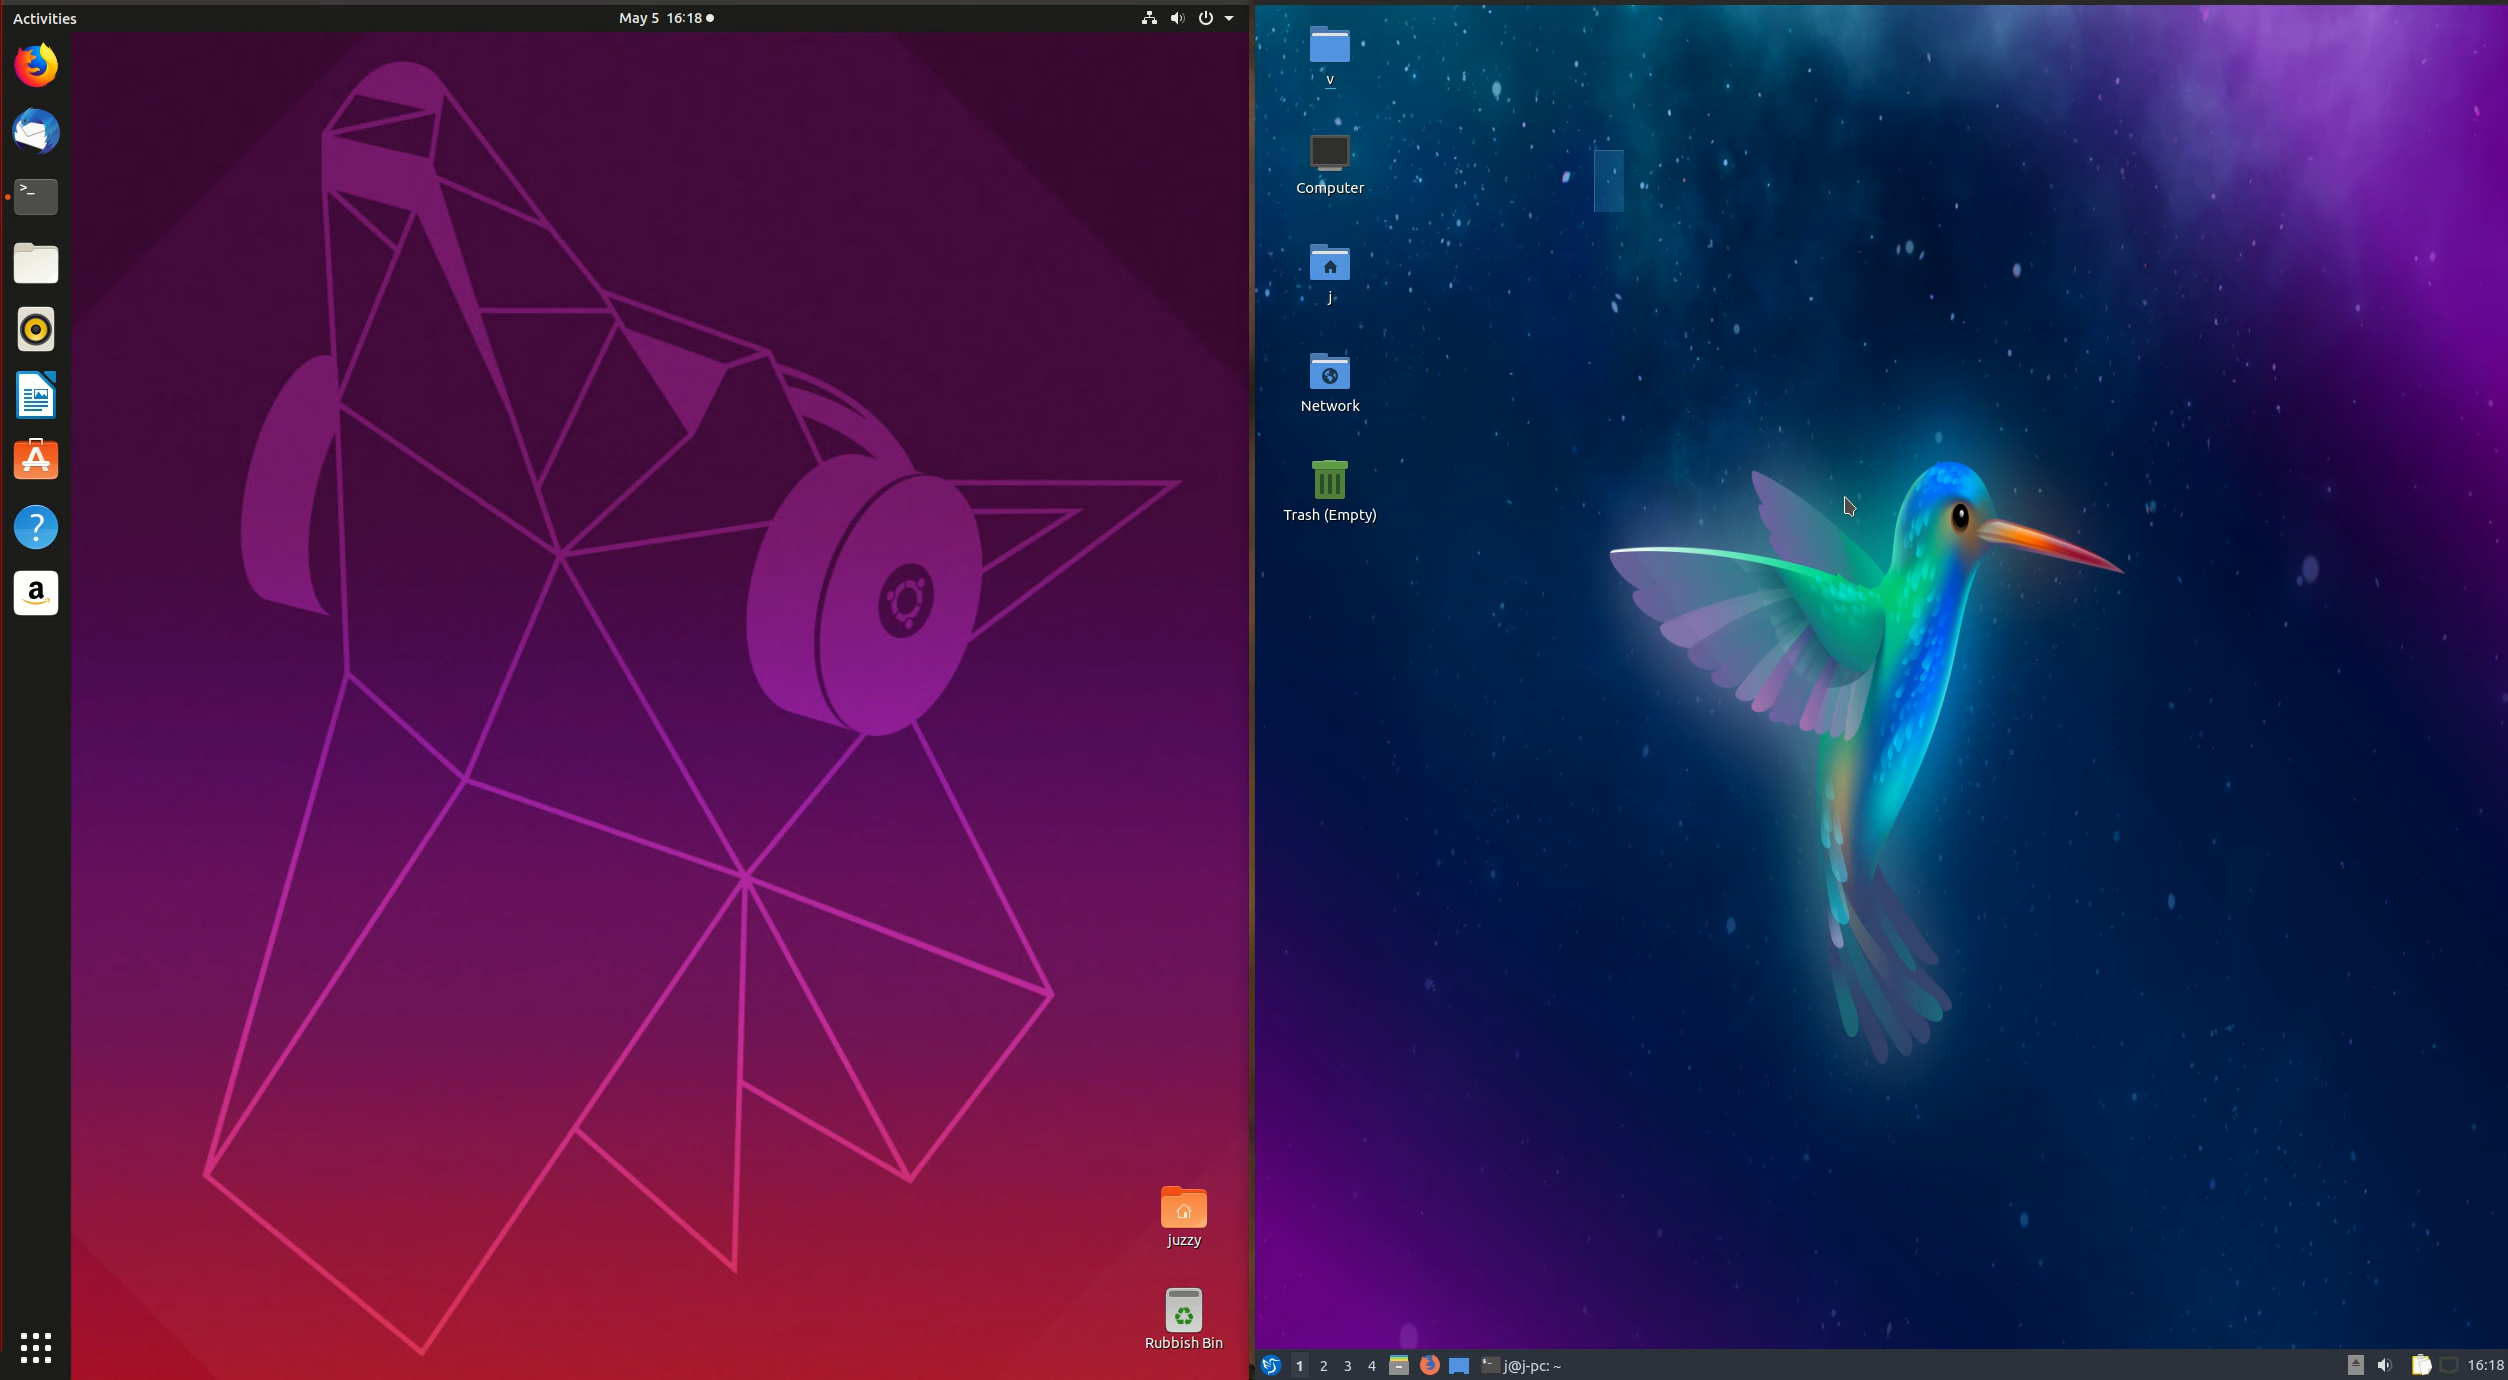 Activities
May 5 16:18
>_
?
a
juzzy
Rubbish Bin
v
Computer
j
Network
Trash (Empty)
1 2 3 4
j@j-pc: ~
16:18